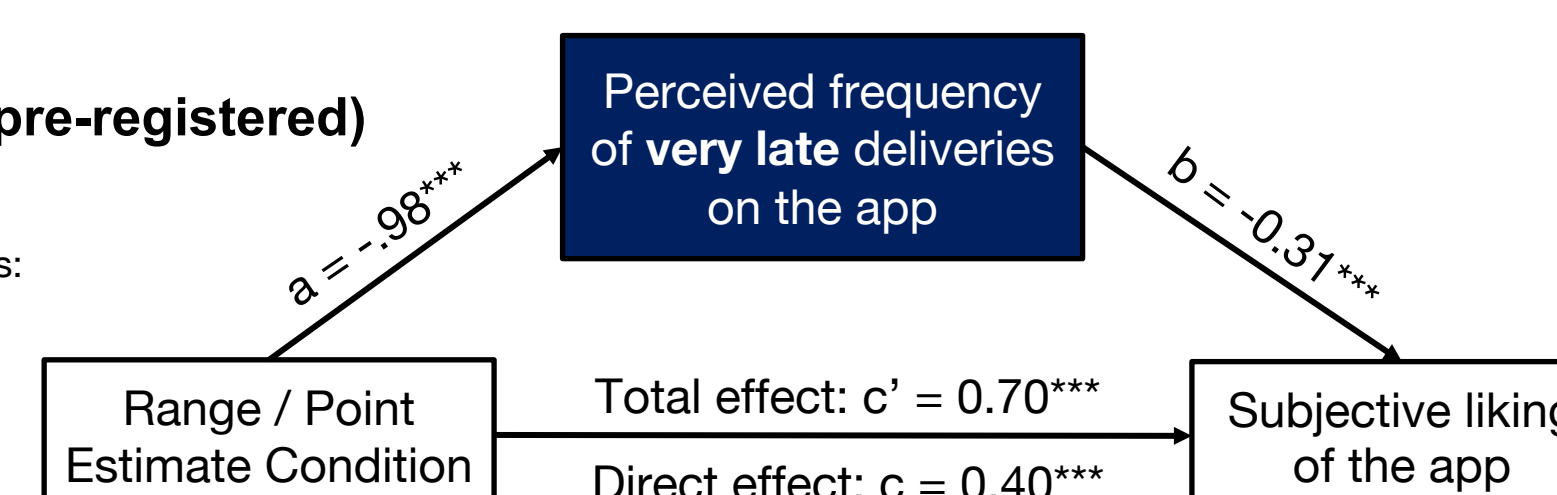 pre-registered)
s:
Perceived frequency
of very late deliveries
on the app
a = -.98***
b = -0.31***
Range / Point
Estimate Condition
Total effect: c’ = 0.70***
Direct effect: c = 0.40***
Subjective liking
of the app